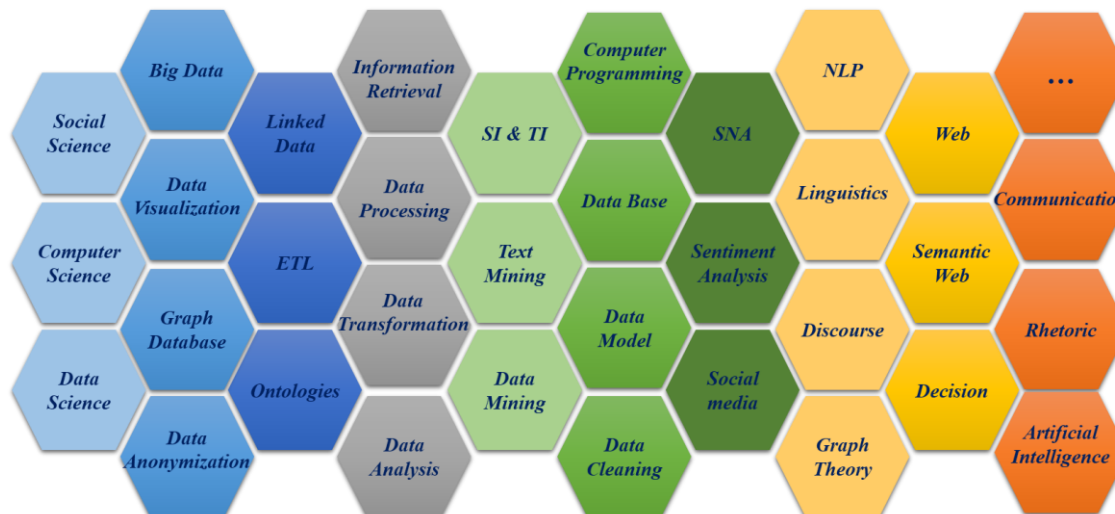 Social
Science
Computer
Science
Data
Science
Big Data
Data
Visualization
Graph
Database
Data
Anonymization
Linked
Data
ETL
Ontologies
Information
Retrieval
Data
Processing
Data
Transformation
Data
Analysis
SI & TI
Text
Mining
Data
Mining
Computer
Programming
Data Base
Data
Model
Data
Cleaning
SNA
Sentiment
Analysis
Social
media
NLP
Linguistics
Discourse
Graph
Theory
Web
Semantic
Web
Decision
...
Communicatio
Rhetoric
Artificial
Intelligence